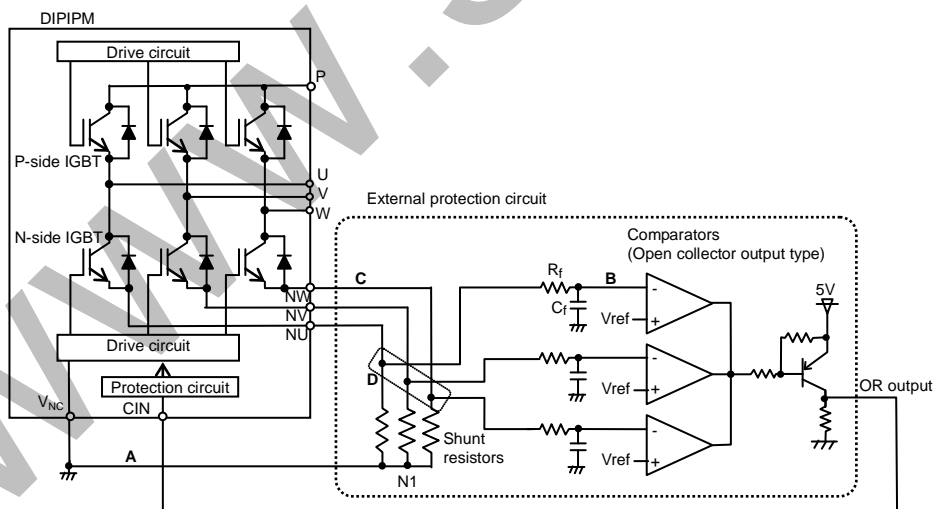 DIPIPM
Drive circuit
P
P-side IGBT
U
V
W
External protection circuit
N-side IGBT
Comparators
(Open collector output type)
C
Rf
B
-
5V
NW
Cf
Vref
+
NV
NU
Drive circuit
-
D
Vref
+
OR output
Protection circuit
VNC
CIN
-
Shunt
resistors
A
Vref
+
N1
www.s